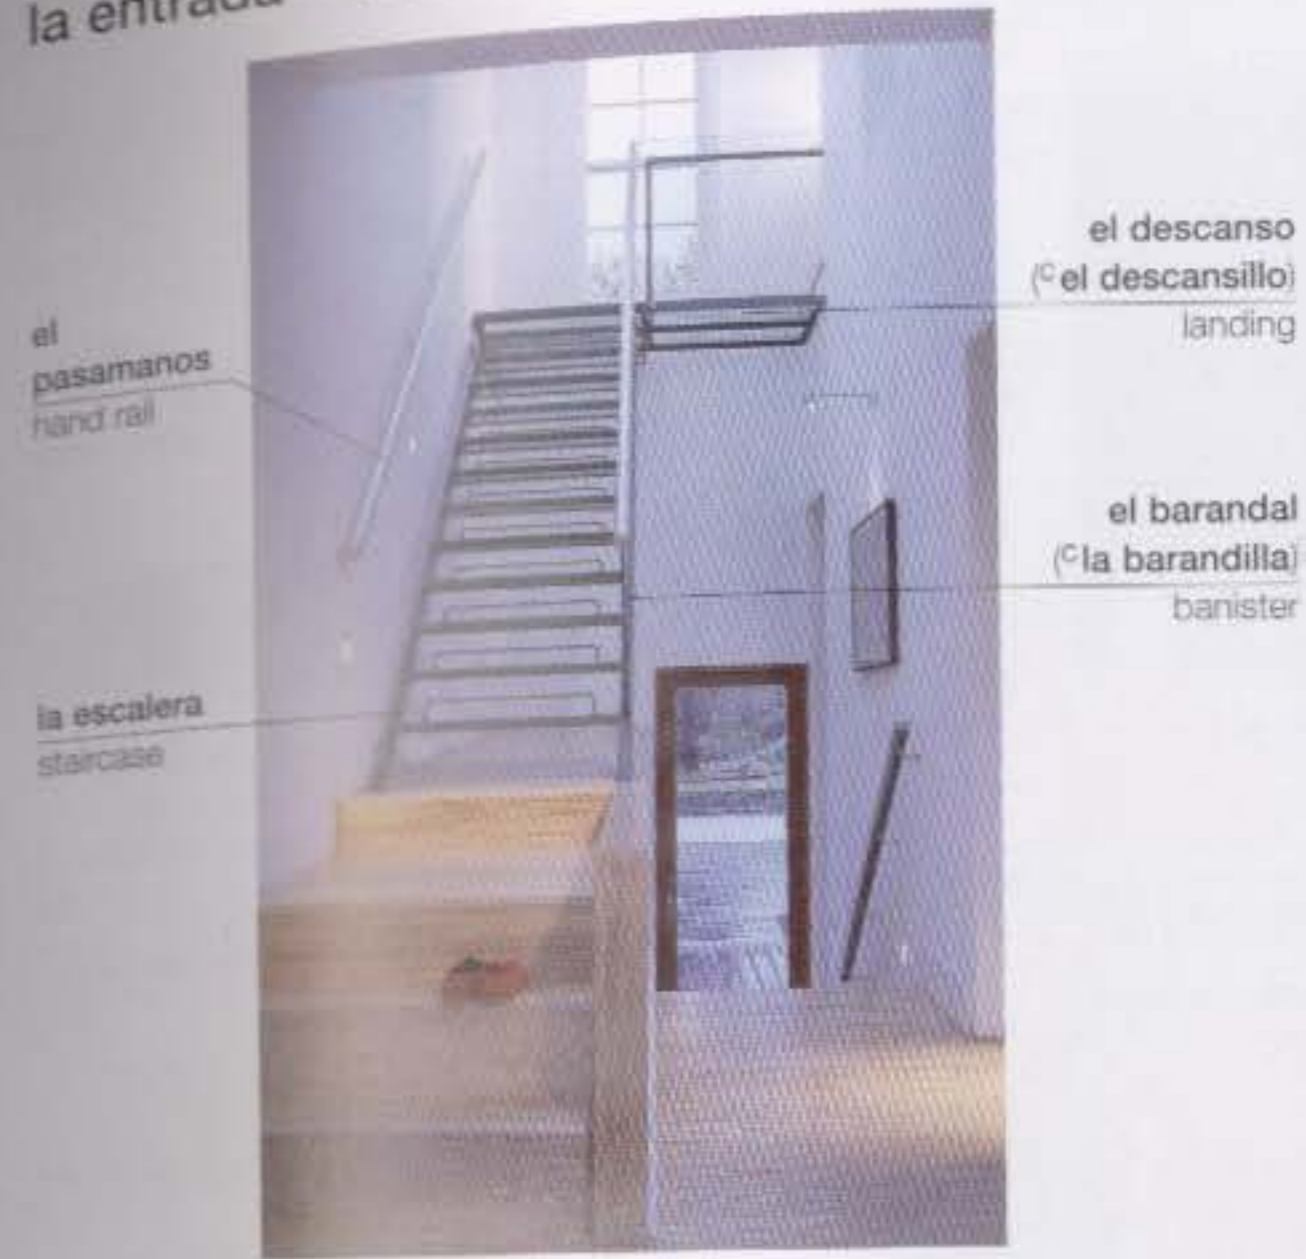 la entrada
el
pasamanos
hand rail
la escalera
staircase
el descanso
(ᶜel descansillo)
landing
el barandal
(ᶜla barandilla)
banister